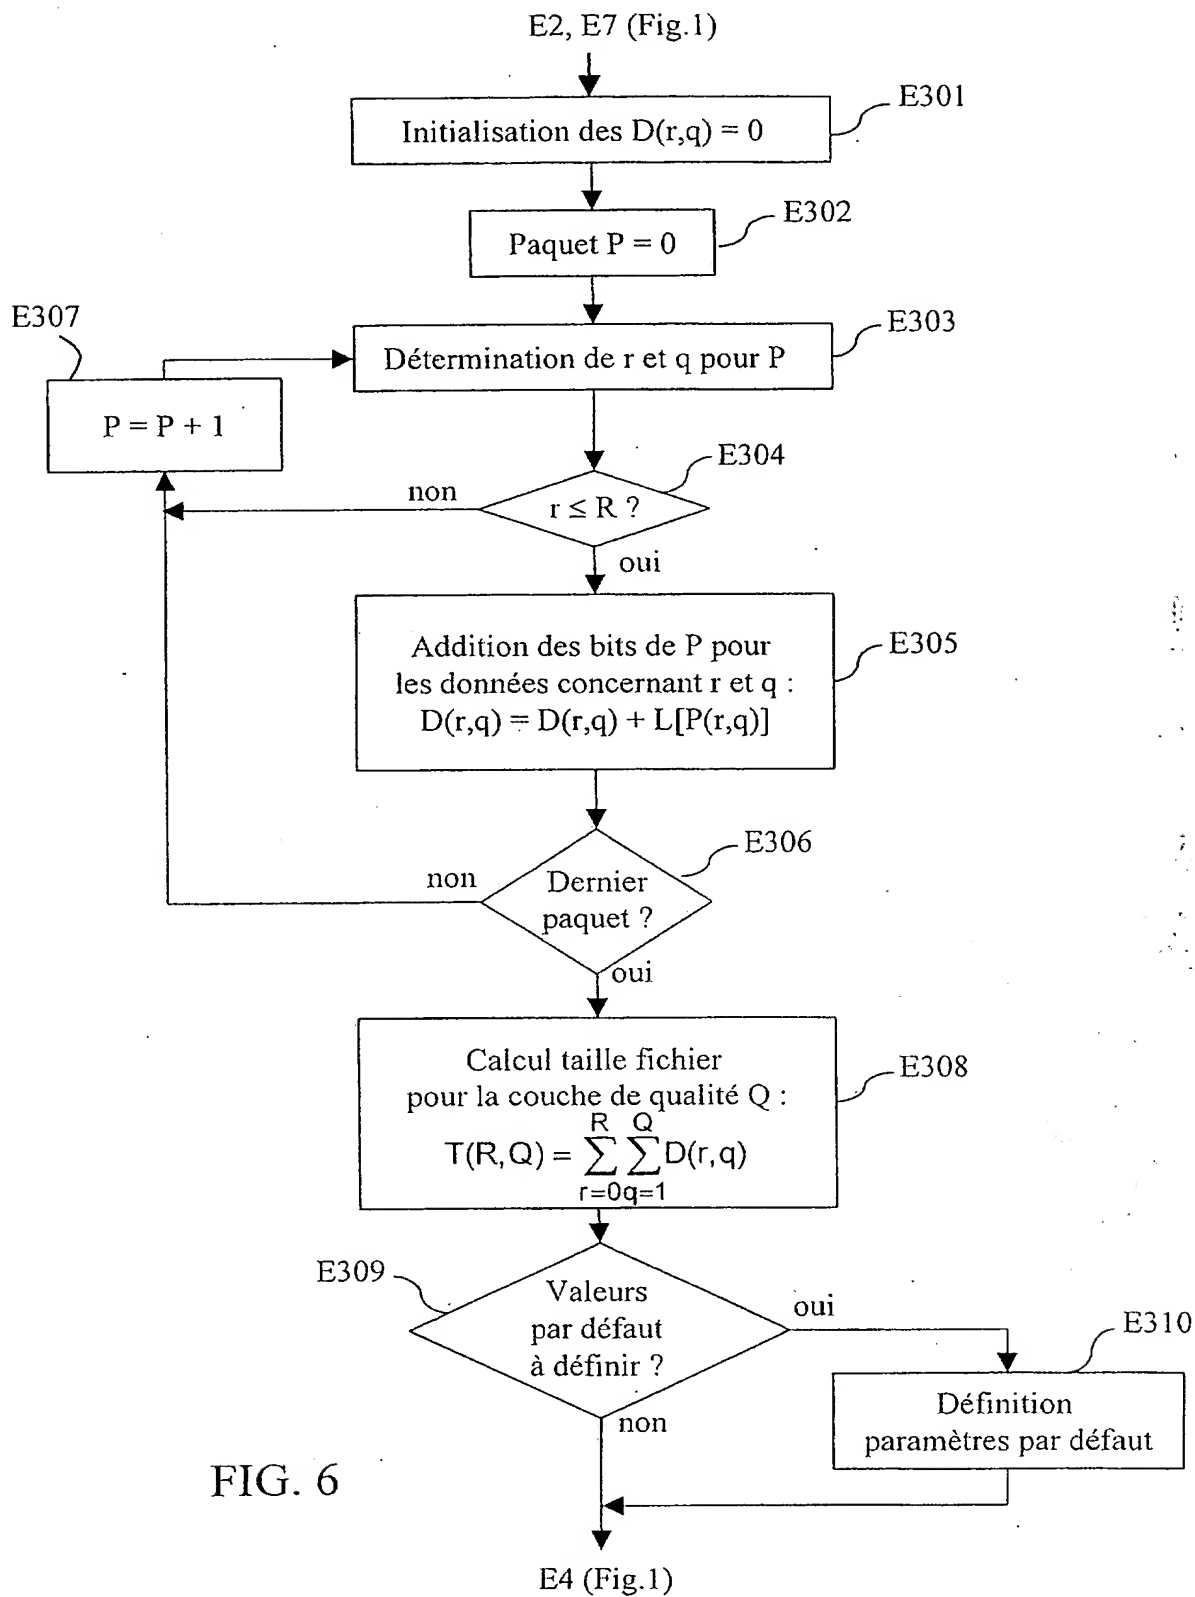 E2, E7 (Fig.1)
E301
Initialisation des D(r,q) = 0
E302
Paquet P = 0
E307
E303
Détermination de r et q pour P
P = P + 1
E304
non
r ≤ R ?
oui
Addition des bits de P pour
les données concernant r et q :
D(r,q) = D(r,q) + L[P(r,q)]
E305
E306
non
Dernier
paquet ?
oui
Calcul taille fichier
pour la couche de qualité Q :
T(R,Q) = ∑_{r=0}^{R} ∑_{q=1}^{Q} D(r,q)
E308
E309
Valeurs
par défaut
à définir ?
oui
E310
non
Définition
paramètres par défaut
FIG. 6
E4 (Fig.1)